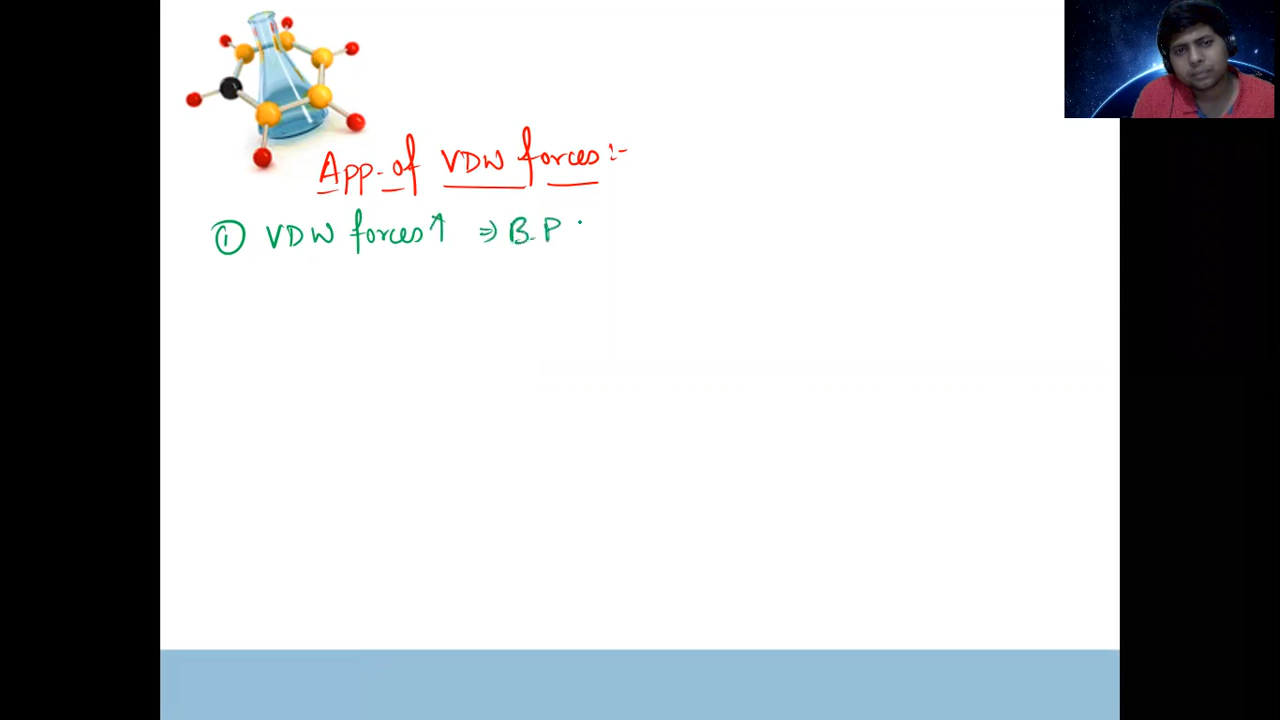 App. of VDW forces :-
① VDW forces ↑ ⇒ B.P